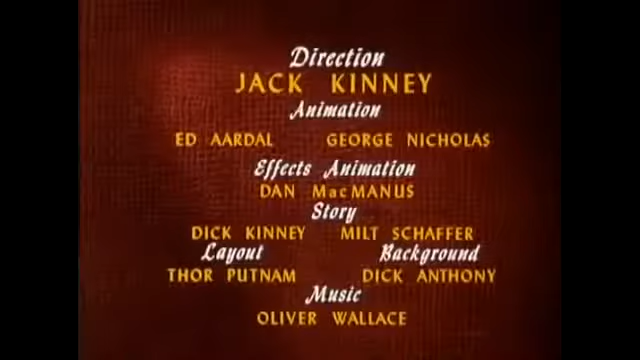 Direction
JACK KINNEY
Animation
ED AARDAL GEORGE NICHOLAS
Effects Animation
DAN MacMANUS
Story
DICK KINNEY MILT SCHAFFER
Layout Background
THOR PUTNAM DICK ANTHONY
Music
OLIVER WALLACE